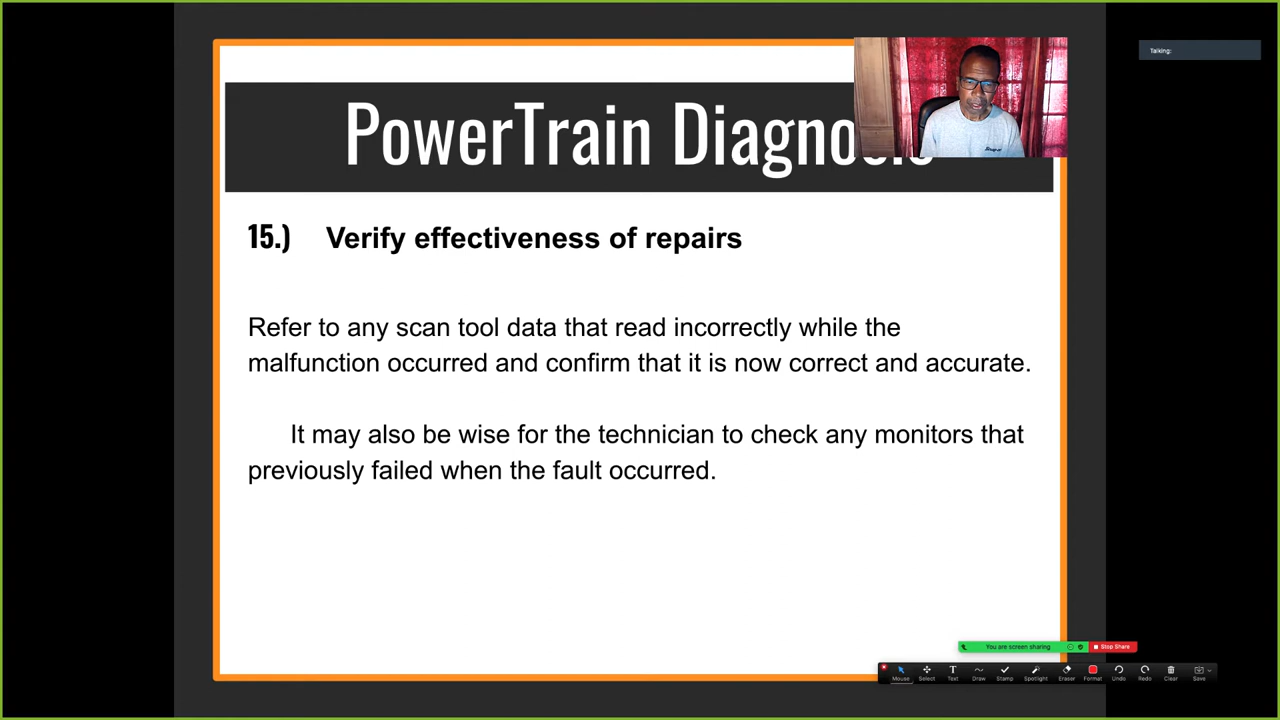 Talking:
PowerTrain Diagnosis
15.) Verify effectiveness of repairs
Refer to any scan tool data that read incorrectly while the
malfunction occurred and confirm that it is now correct and accurate.
It may also be wise for the technician to check any monitors that
previously failed when the fault occurred.
You are screen sharing
Stop Share
Mouse Select Text Draw Stamp Spotlight Eraser Format Undo Redo Clear Save